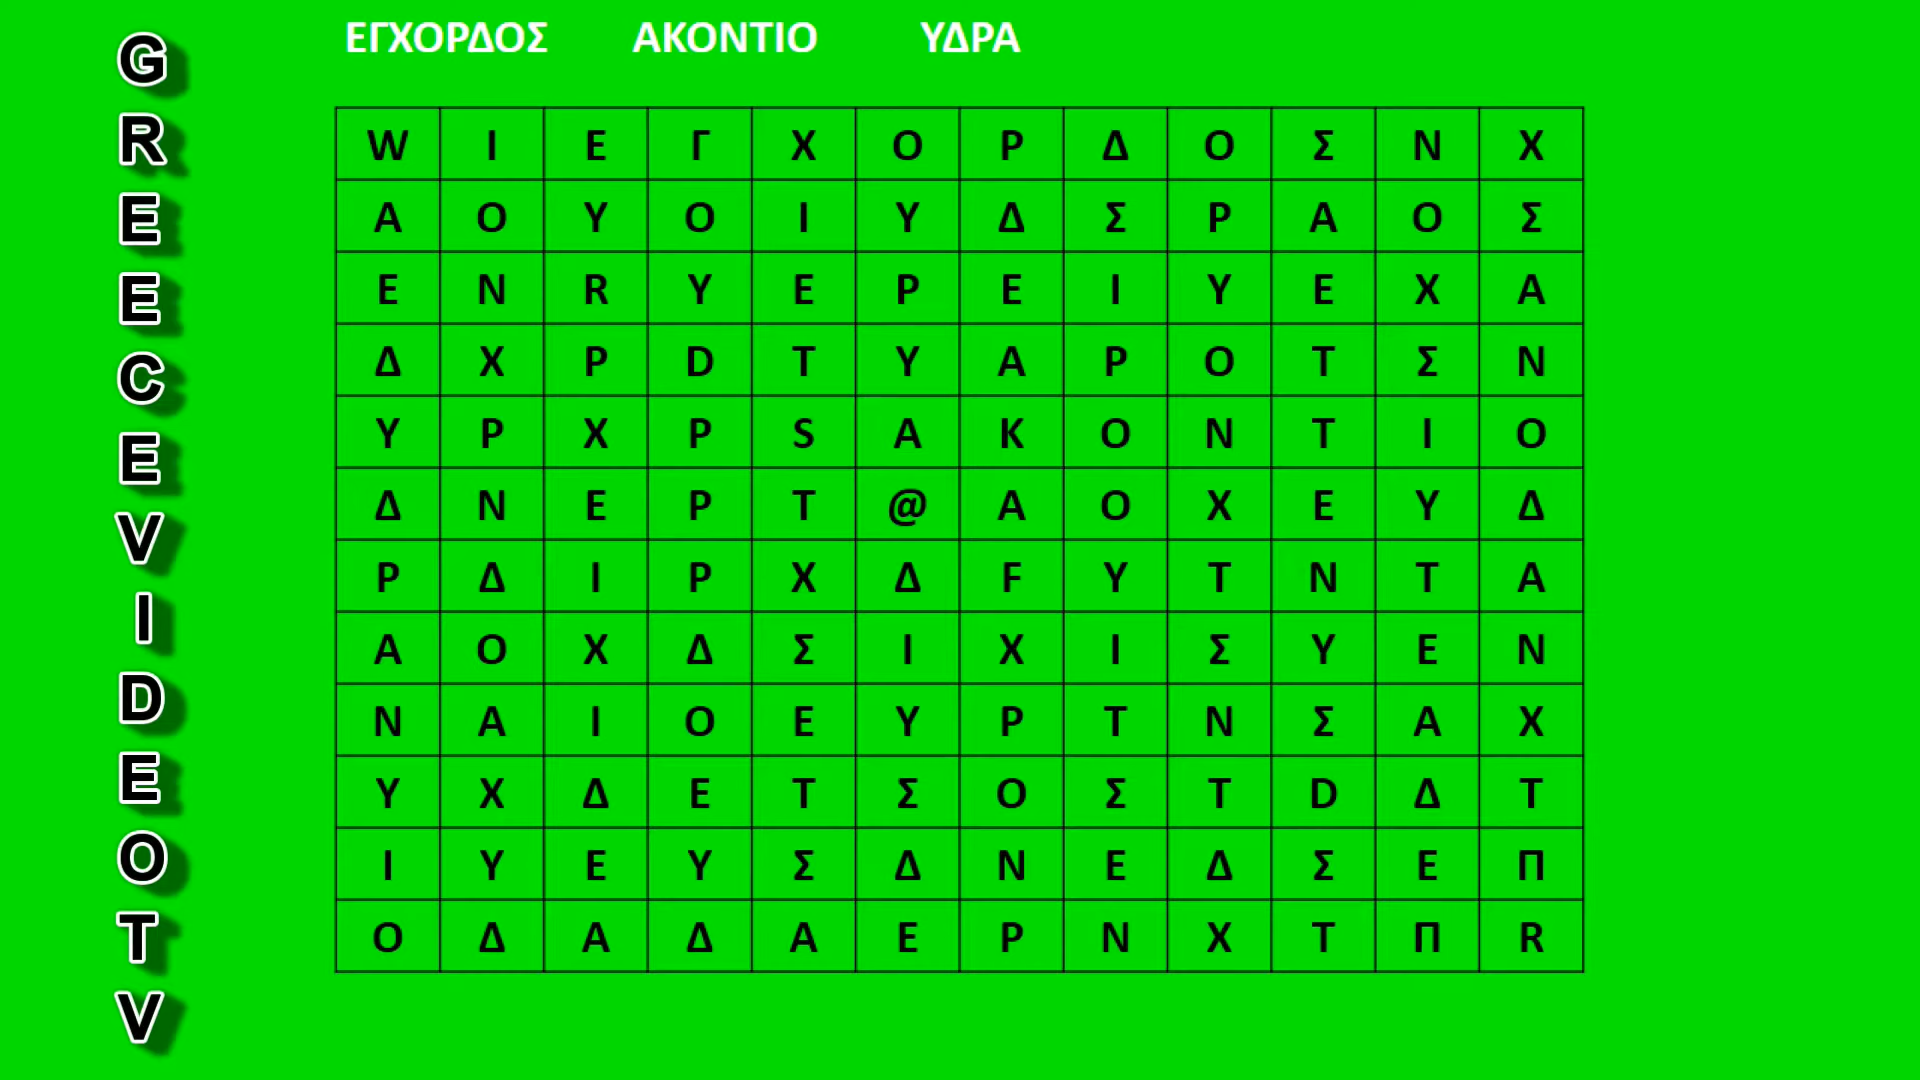 GREECEVIDEOTV
ΕΓΧΟΡΔΟΣ ΑΚΟΝΤΙΟ ΥΔΡΑ
W Ι Ε Γ Χ Ο Ρ Δ Ο Σ Ν Χ
Α Ο Υ Ο Ι Υ Δ Σ Ρ Α Ο Σ
Ε Ν R Υ Ε Ρ Ε Ι Υ Ε Χ Α
Δ Χ Ρ D Τ Υ Α Ρ Ο Τ Σ Ν
Υ Ρ Χ Ρ S Α Κ Ο Ν Τ Ι Ο
Δ Ν Ε Ρ Τ @ Α Ο Χ Ε Υ Δ
Ρ Δ Ι Ρ Χ Δ F Υ Τ Ν Τ Α
Α Ο Χ Δ Σ Ι Χ Ι Σ Υ Ε Ν
Ν Α Ι Ο Ε Υ Ρ Τ Ν Σ Α Χ
Υ Χ Δ Ε Τ Σ Ο Σ Τ D Δ Τ
Ι Υ Ε Υ Σ Δ Ν Ε Δ Σ Ε Π
Ο Δ Α Δ Α Ε Ρ Ν Χ Τ Π R